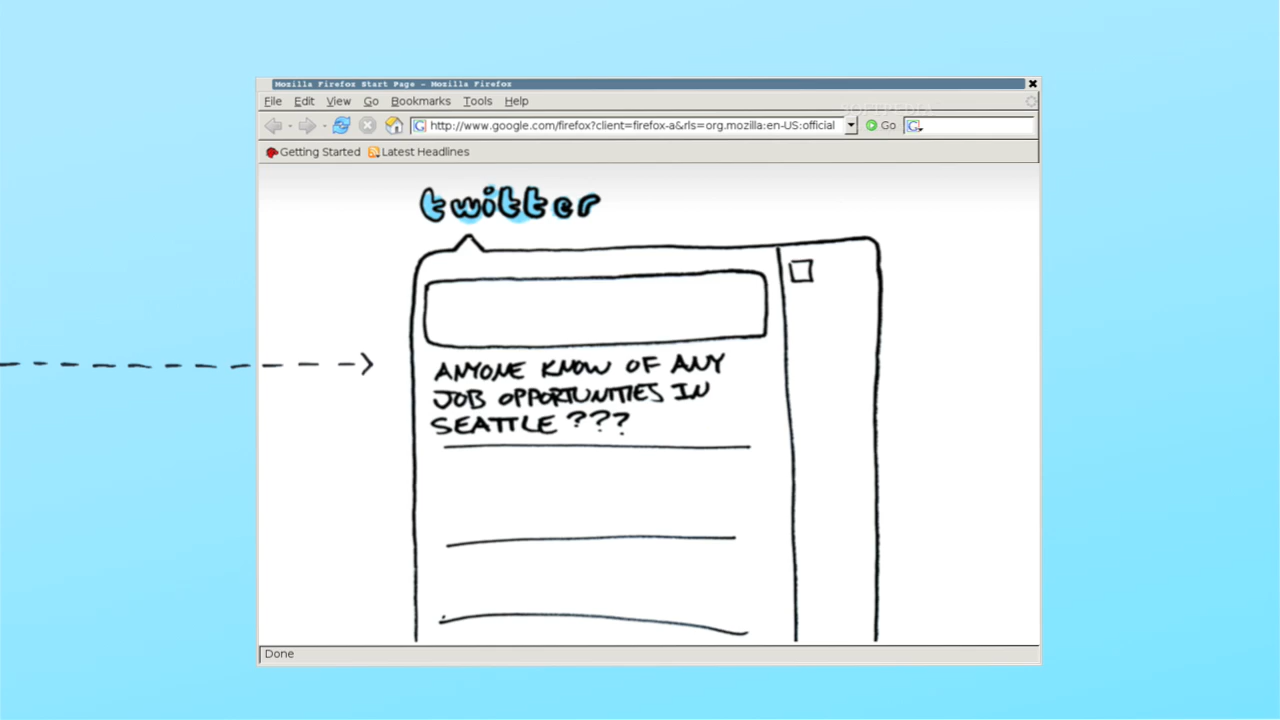 Mozilla Firefox Start Page - Mozilla Firefox
File Edit View Go Bookmarks Tools Help
SOFTPEDIA
http://www.google.com/firefox?client=firefox-a&rls=org.mozilla:en-US:official Go
Getting Started Latest Headlines
twitter
ANYONE KNOW OF ANY
JOB OPPORTUNITIES IN
SEATTLE ???
Done